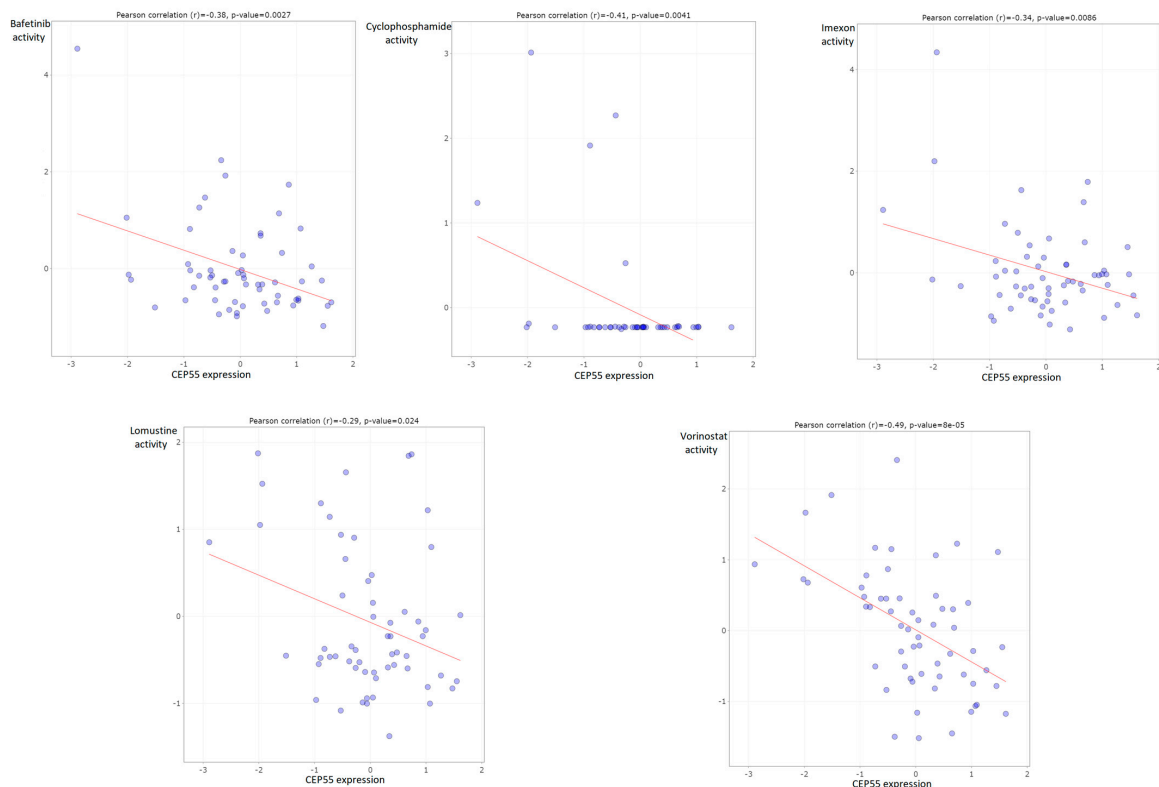 Bafetinib
activity
Pearson correlation (r)=-0.38, p-value=0.0027
4
2
0
-3
-2
-1
0
1
2
CEP55 expression
Cyclophosphamide
activity
Pearson correlation (r)=-0.41, p-value=0.0041
3
2
1
0
-3
-2
-1
0
1
2
CEP55 expression
Imexon
activity
Pearson correlation (r)=-0.34, p-value=0.0086
4
2
0
-3
-2
-1
0
1
2
CEP55 expression
Lomustine
activity
Pearson correlation (r)=-0.29, p-value=0.024
2
1
0
-1
-3
-2
-1
0
1
2
CEP55 expression
Vorinostat
activity
Pearson correlation (r)=-0.49, p-value=8e-05
2
1
0
-1
-3
-2
-1
0
1
2
CEP55 expression